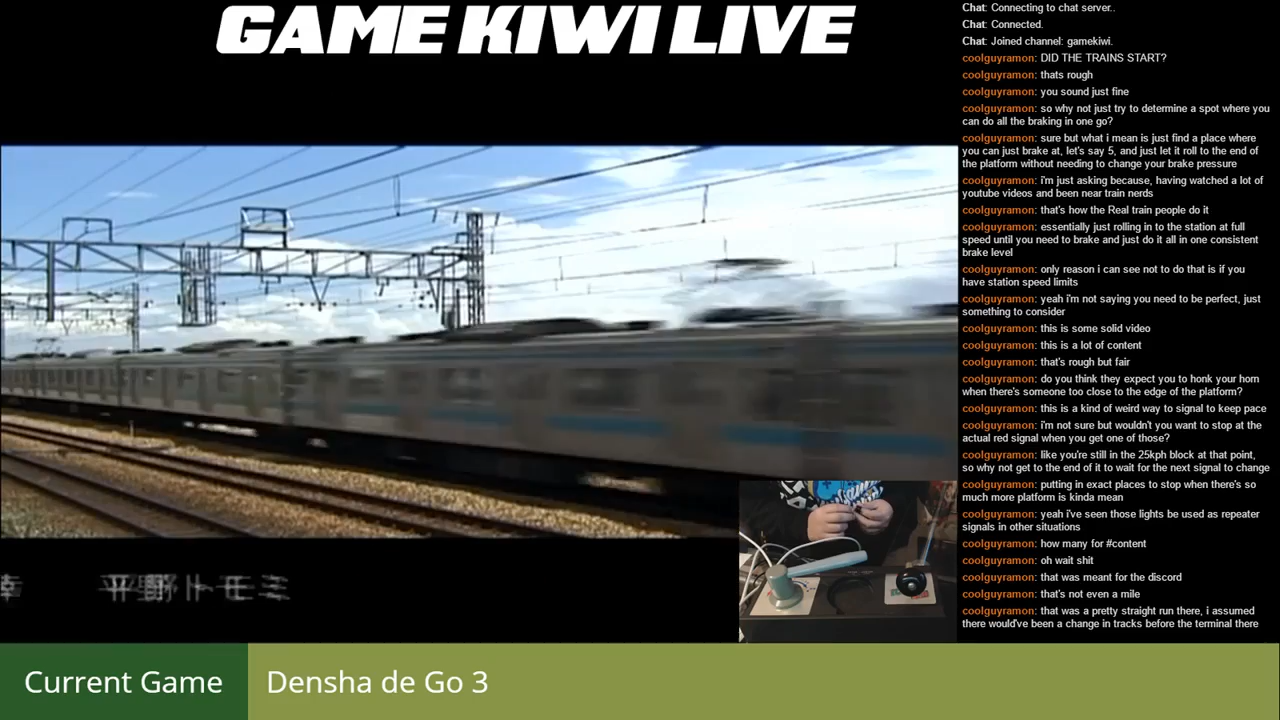 GAME KIWI LIVE
Chat: Connecting to chat server..
Chat: Connected.
Chat: Joined channel: gamekiwi.
coolguyramon: DID THE TRAINS START?
coolguyramon: thats rough
coolguyramon: you sound just fine
coolguyramon: so why not just try to determine a spot where you
can do all the braking in one go?
coolguyramon: sure but what i mean is just find a place where
you can just brake at, let's say 5, and just let it roll to the end of
the platform without needing to change your brake pressure
coolguyramon: i'm just asking because, having watched a lot of
youtube videos and been near train nerds
coolguyramon: that's how the Real train people do it
coolguyramon: essentially just rolling in to the station at full
speed until you need to brake and just do it all in one consistent
brake level
coolguyramon: only reason i can see not to do that is if you
have station speed limits
coolguyramon: yeah i'm not saying you need to be perfect, just
something to consider
coolguyramon: this is some solid video
coolguyramon: this is a lot of content
coolguyramon: that's rough but fair
coolguyramon: do you think they expect you to honk your horn
when there's someone too close to the edge of the platform?
coolguyramon: this is a kind of weird way to signal to keep pace
coolguyramon: i'm not sure but wouldn't you want to stop at the
actual red signal when you get one of those?
coolguyramon: like you're still in the 25kph block at that point,
so why not get to the end of it to wait for the next signal to change
coolguyramon: putting in exact places to stop when there's so
much more platform is kinda mean
coolguyramon: yeah i've seen those lights be used as repeater
signals in other situations
coolguyramon: how many for #content
coolguyramon: oh wait shit
coolguyramon: that was meant for the discord
coolguyramon: that's not even a mile
coolguyramon: that was a pretty straight run there, i assumed
there would've been a change in tracks before the terminal there
平野トモミ
Current Game
Densha de Go 3